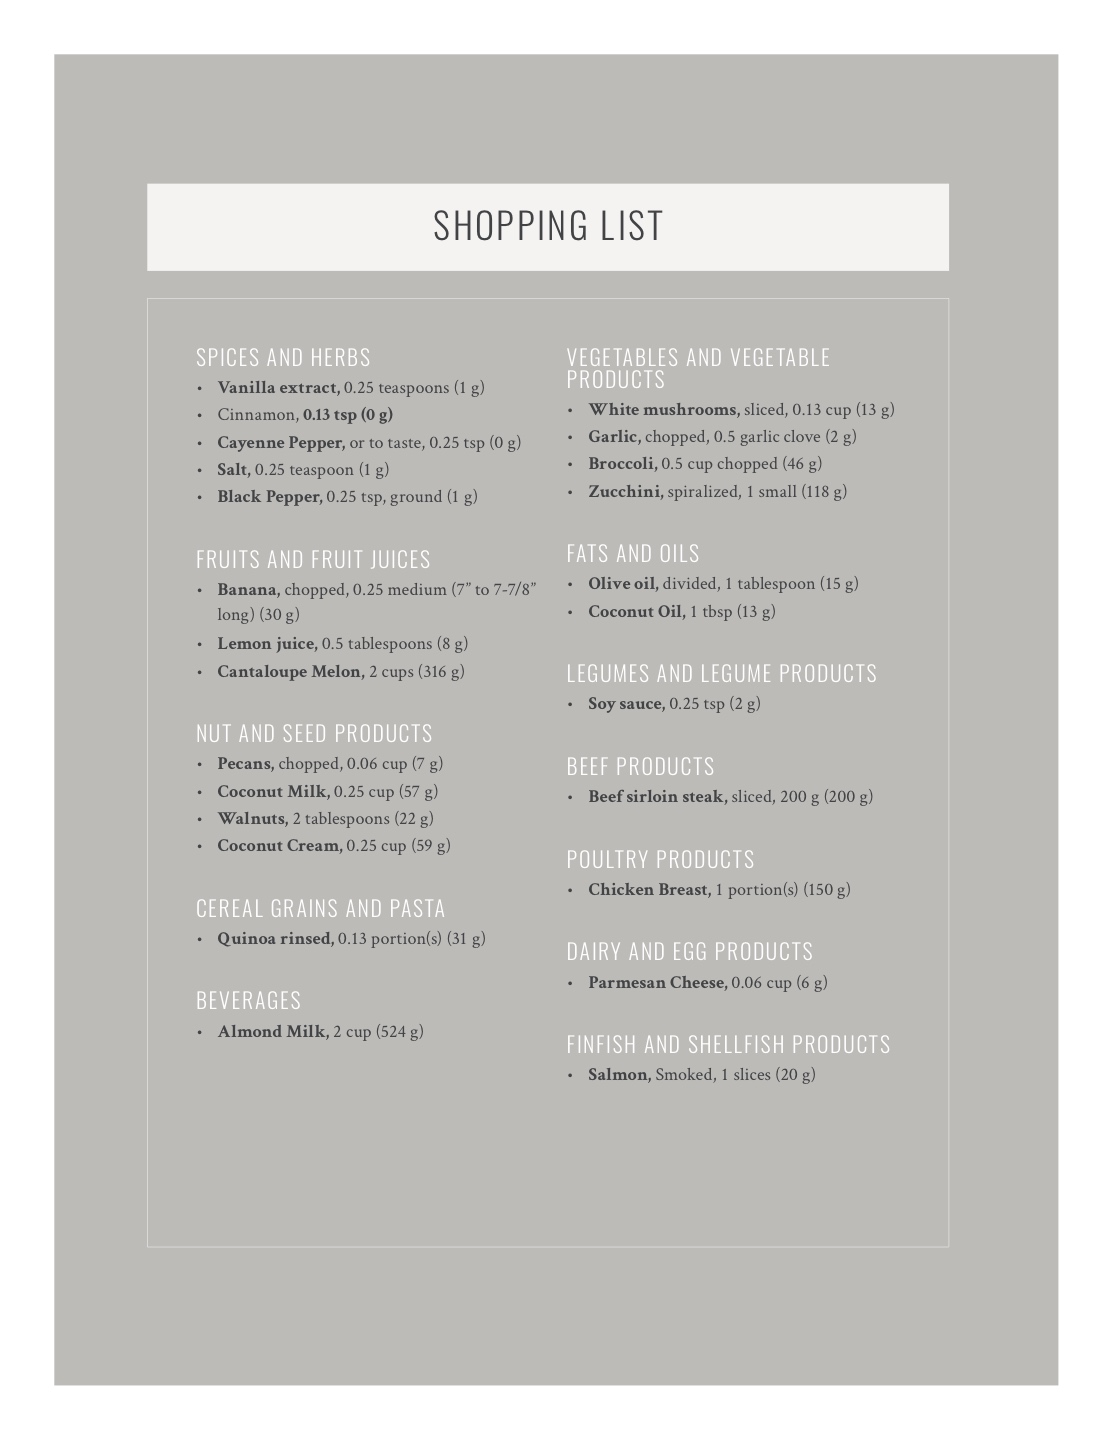 SHOPPING LIST
SPICES AND HERBS
• Vanilla extract, 0.25 teaspoons (1 g)
• Cinnamon, 0.13 tsp (0 g)
• Cayenne Pepper, or to taste, 0.25 tsp (0 g)
• Salt, 0.25 teaspoon (1 g)
• Black Pepper, 0.25 tsp, ground (1 g)
FRUITS AND FRUIT JUICES
• Banana, chopped, 0.25 medium (7” to 7-7/8”
long) (30 g)
• Lemon juice, 0.5 tablespoons (8 g)
• Cantaloupe Melon, 2 cups (316 g)
NUT AND SEED PRODUCTS
• Pecans, chopped, 0.06 cup (7 g)
• Coconut Milk, 0.25 cup (57 g)
• Walnuts, 2 tablespoons (22 g)
• Coconut Cream, 0.25 cup (59 g)
CEREAL GRAINS AND PASTA
• Quinoa rinsed, 0.13 portion(s) (31 g)
BEVERAGES
• Almond Milk, 2 cup (524 g)
VEGETABLES AND VEGETABLE
PRODUCTS
• White mushrooms, sliced, 0.13 cup (13 g)
• Garlic, chopped, 0.5 garlic clove (2 g)
• Broccoli, 0.5 cup chopped (46 g)
• Zucchini, spiralized, 1 small (118 g)
FATS AND OILS
• Olive oil, divided, 1 tablespoon (15 g)
• Coconut Oil, 1 tbsp (13 g)
LEGUMES AND LEGUME PRODUCTS
• Soy sauce, 0.25 tsp (2 g)
BEEF PRODUCTS
• Beef sirloin steak, sliced, 200 g (200 g)
POULTRY PRODUCTS
• Chicken Breast, 1 portion(s) (150 g)
DAIRY AND EGG PRODUCTS
• Parmesan Cheese, 0.06 cup (6 g)
FINFISH AND SHELLFISH PRODUCTS
• Salmon, Smoked, 1 slices (20 g)